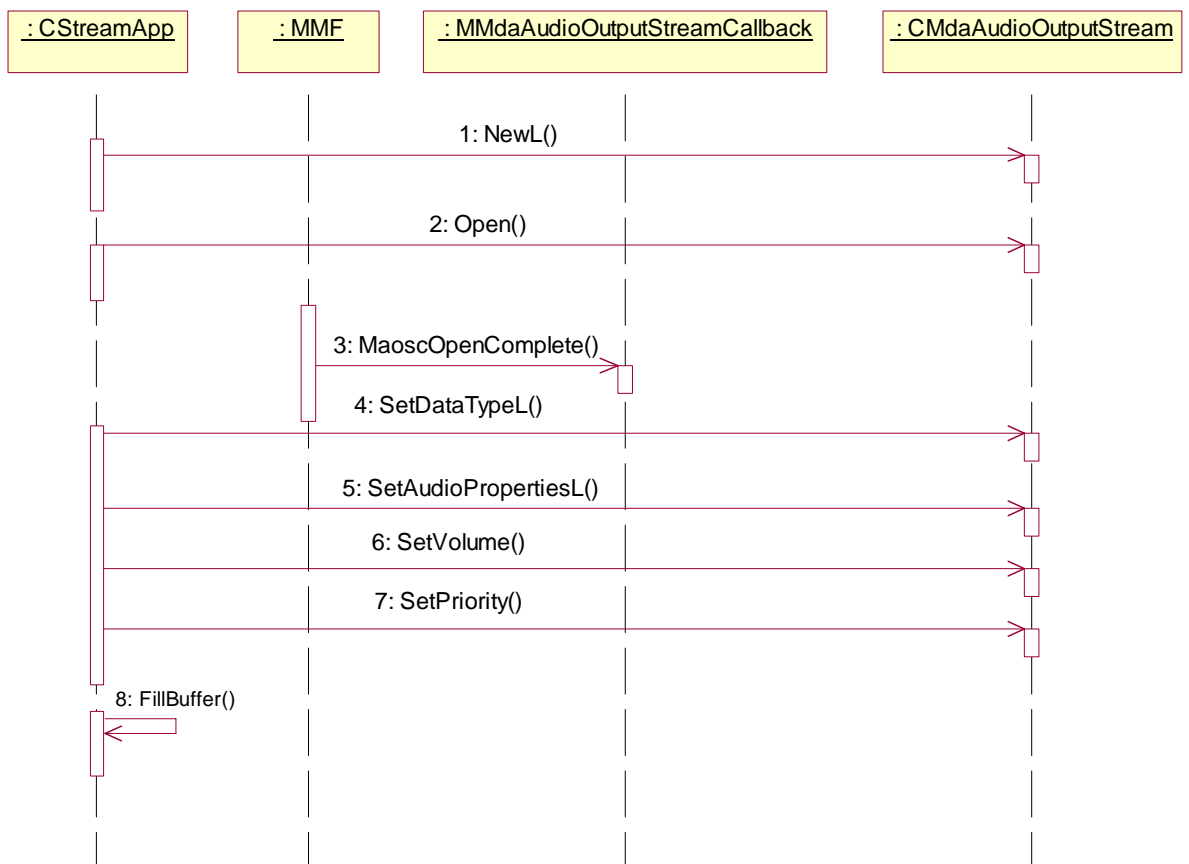 : CStreamApp
: MMF
: MMdaAudioOutputStreamCallback
: CMdaAudioOutputStream
1: NewL()
2: Open()
3: MaoscOpenComplete()
4: SetDataTypeL()
5: SetAudioPropertiesL()
6: SetVolume()
7: SetPriority()
8: FillBuffer()